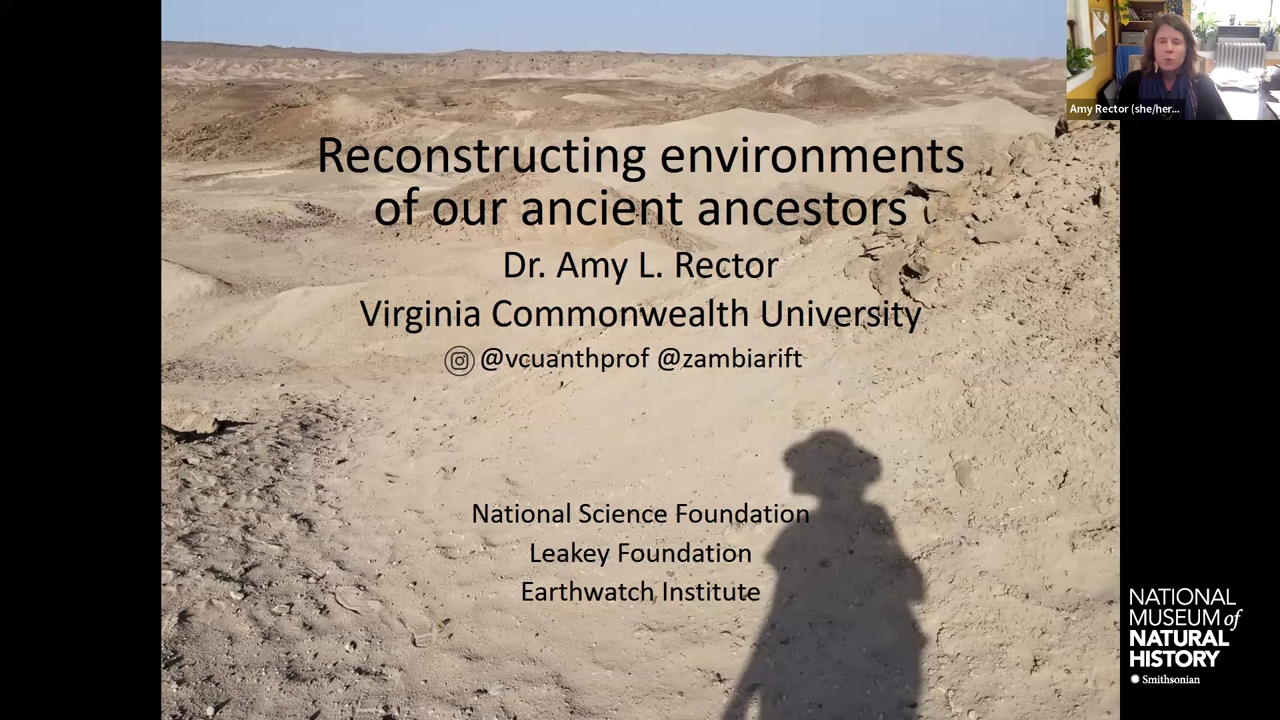 Reconstructing environments
of our ancient ancestors
Dr. Amy L. Rector
Virginia Commonwealth University
@vcuanthprof @zambiarift
National Science Foundation
Leakey Foundation
Earthwatch Institute
Amy Rector (she/her...
NATIONAL
MUSEUM of
NATURAL
HISTORY
Smithsonian